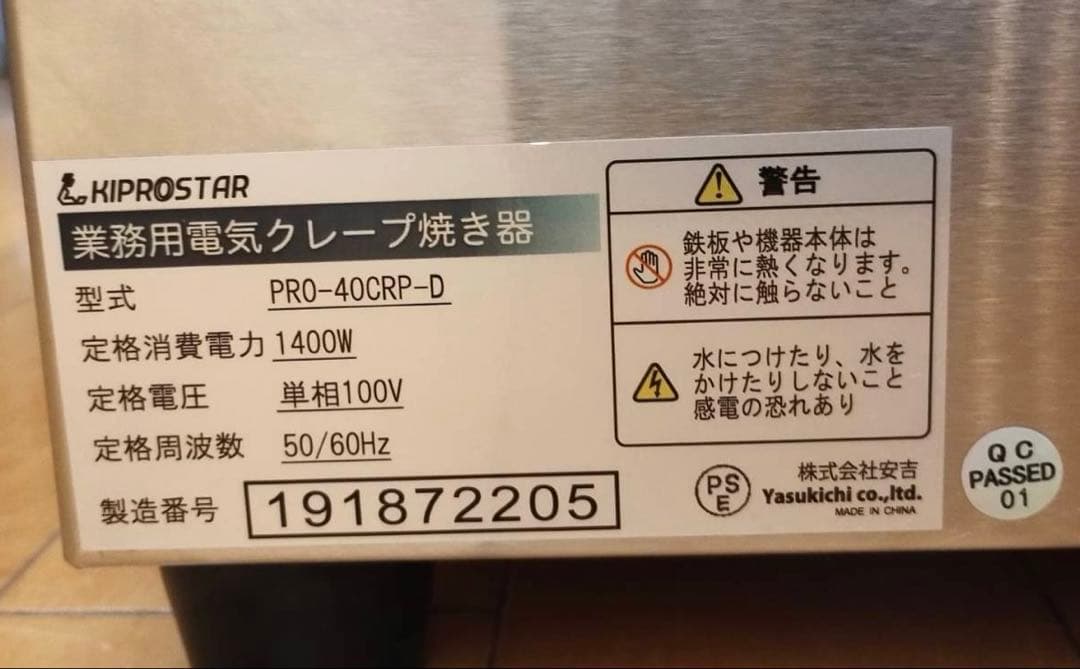 KIPROSTAR
業務用電気クレープ焼き器
型式 PRO-40CRP-D
定格消費電力 1400W
定格電圧 単相100V
定格周波数 50/60Hz
製造番号 191872205
警告
鉄板や機器本体は
非常に熱くなります。
絶対に触らないこと
水につけたり、水を
かけたりしないこと
感電の恐れあり
PS
E
株式会社安吉
Yasukichi co.,ltd.
MADE IN CHINA
QC
PASSED
01